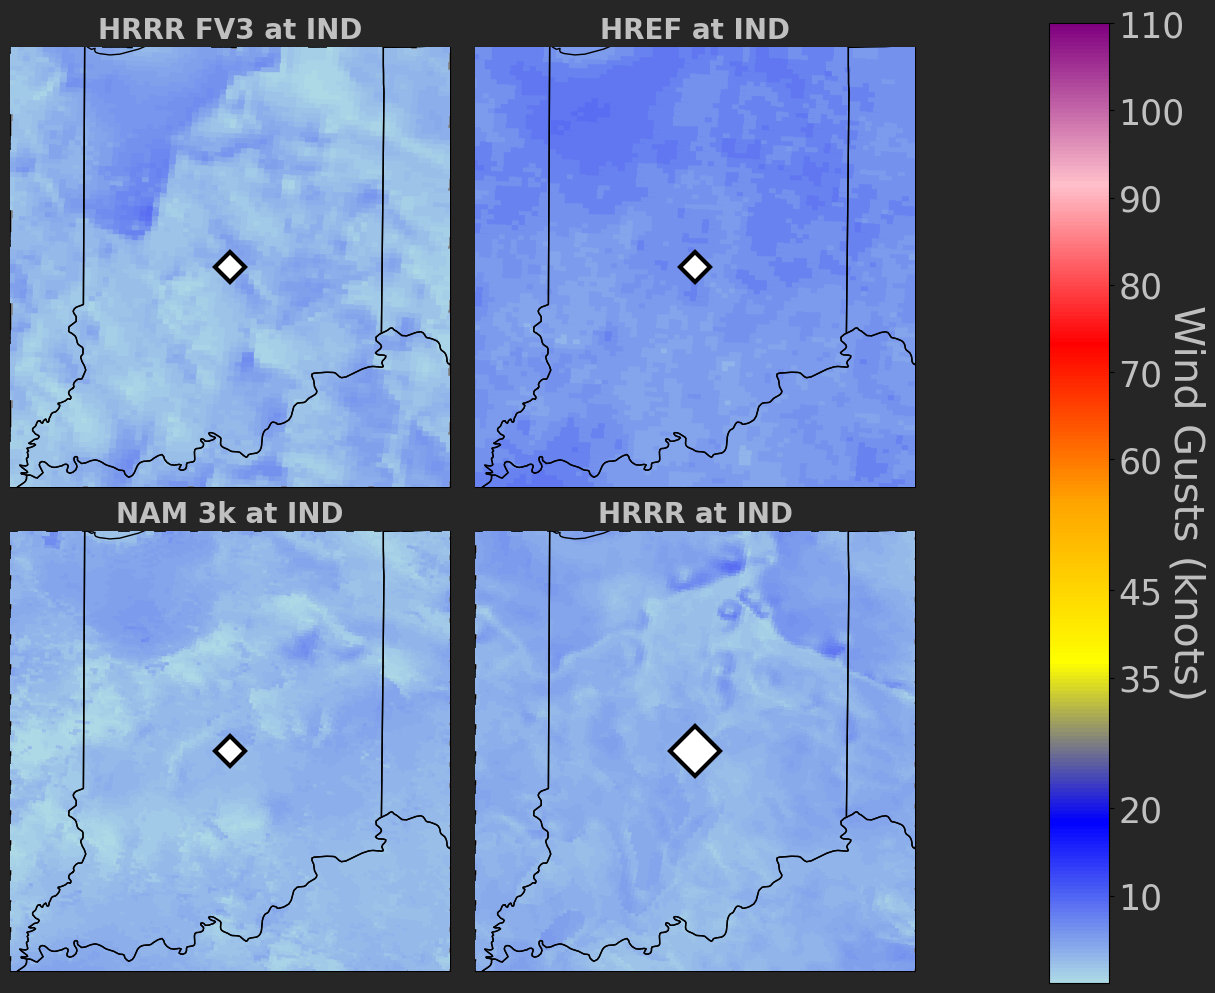 HRRR FV3 at IND
HREF at IND
NAM 3k at IND
HRRR at IND
110
100
90
80
70
60
45
35
20
10
Wind Gusts (knots)